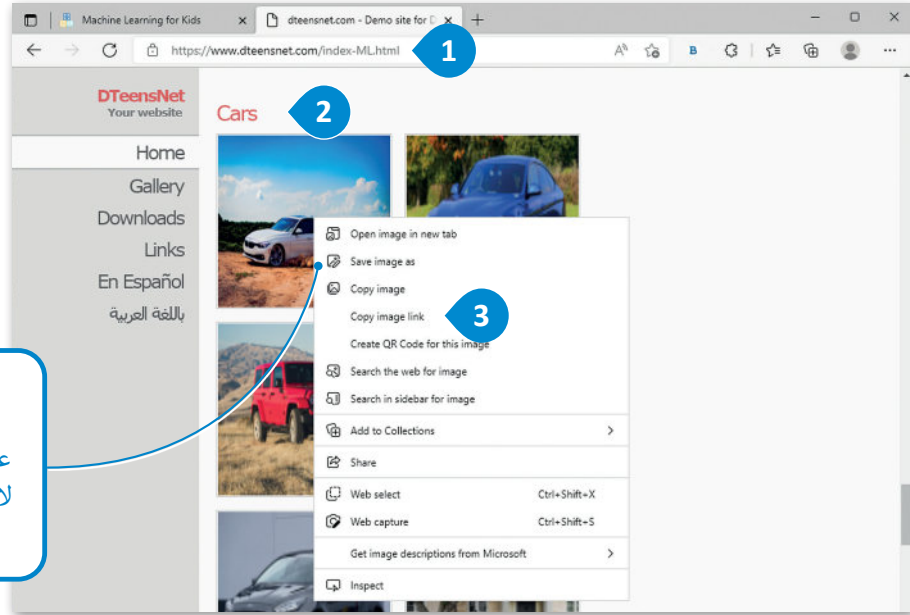 Machine Learning for Kids
dteensnet.com - Demo site for D
https://www.dteensnet.com/index-ML.html
1
DTeensNet
Your website
Cars
2
Home
Gallery
Downloads
Links
En Español
باللغة العربية
Open image in new tab
Save image as
Copy image
Copy image link
3
Create QR Code for this image
Search the web for image
Search in sidebar for image
Add to Collections
Share
Web select Ctrl+Shift+X
Web capture Ctrl+Shift+S
Get image descriptions from Microsoft
Inspect